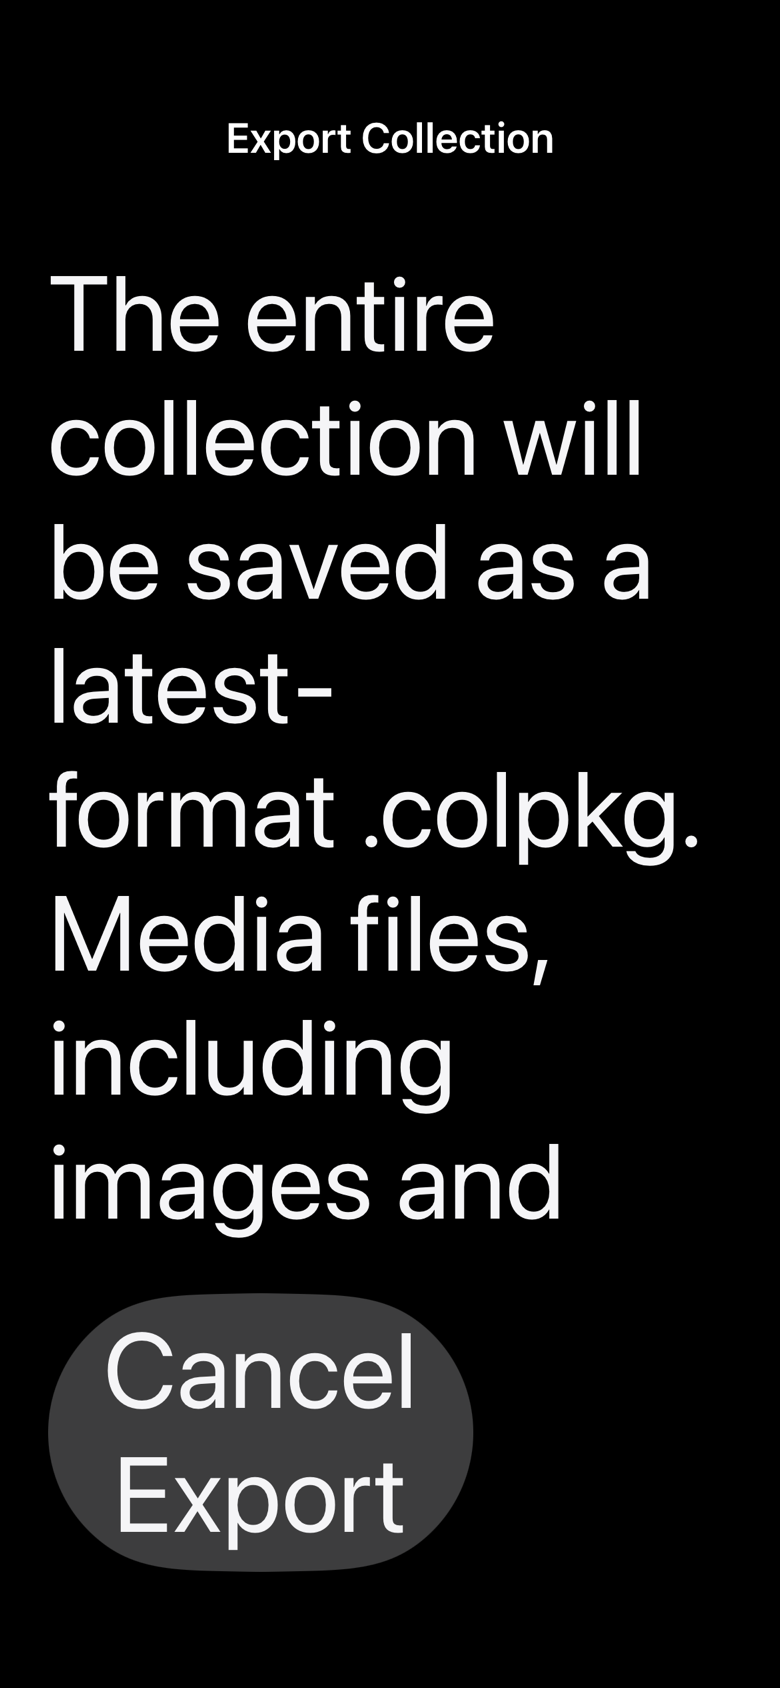 Export Collection
The entire
collection will
be saved as a
latest-
format .colpkg.
Media files,
including
images and
Cancel
Export